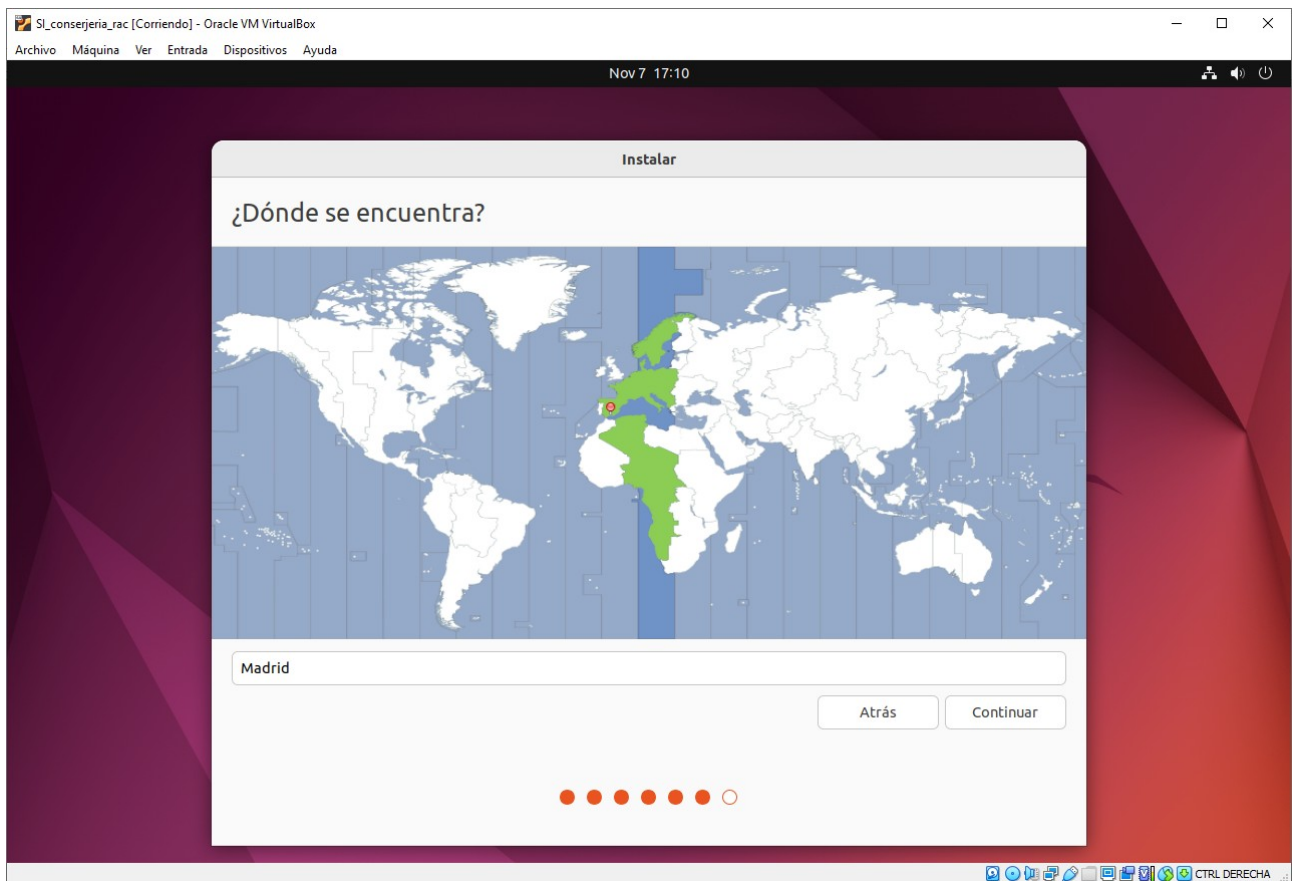 SI_conserjeria_rac [Corriendo] - Oracle VM VirtualBox
Archivo Máquina Ver Entrada Dispositivos Ayuda
Nov 7 17:10
Instalar
¿Dónde se encuentra?
Madrid
Atrás Continuar
CTRL DERECHA